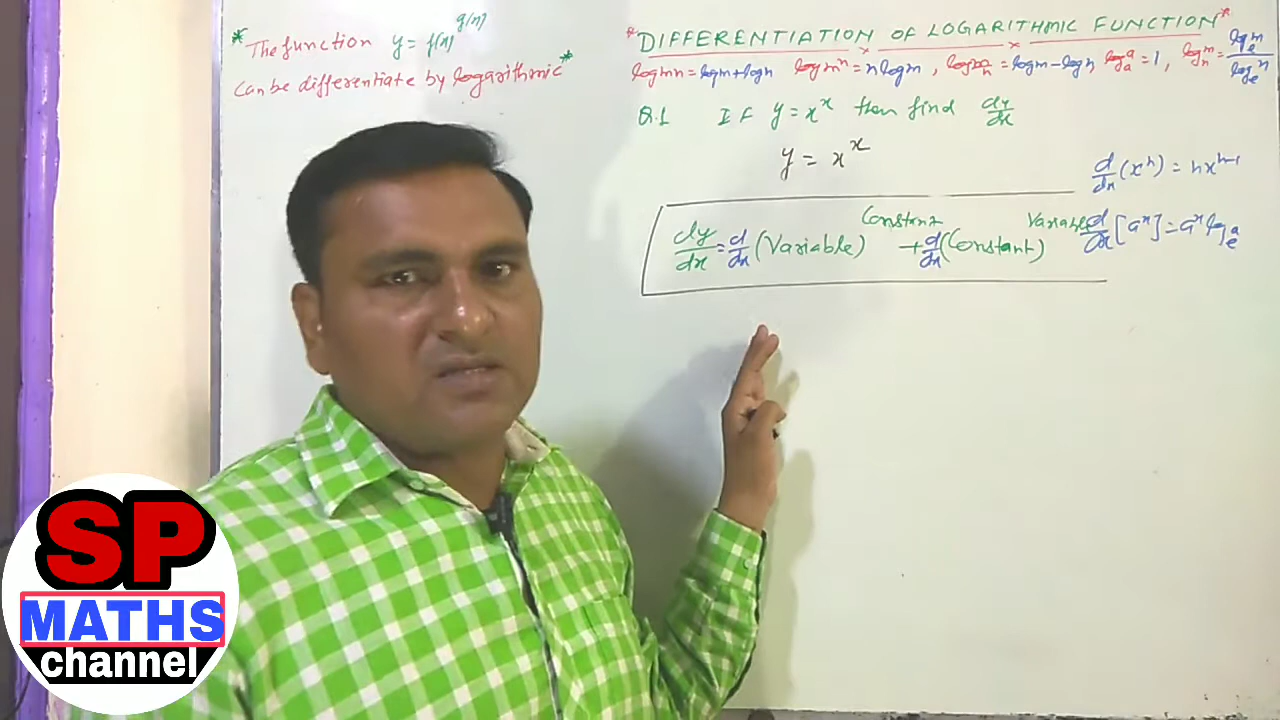 * The function y = f(x)^g(x)
can be differentiate by logarithmic *
* DIFFERENTIATION OF LOGARITHMIC FUNCTION *
log mn = log m + log n log m^n = n log m, log m/n = log m - log n, log_a a = 1, log_n m = log_e m / log_e n
Q.1 If y = x^x then find dy/dx
y = x^x
d/dx (x^n) = n x^n-1
dy/dx = d/dx (Variable)^Constant + d/dx (Constant)^Variable
d/dx [a^x] = a^x log_e a
SP
MATHS
channel